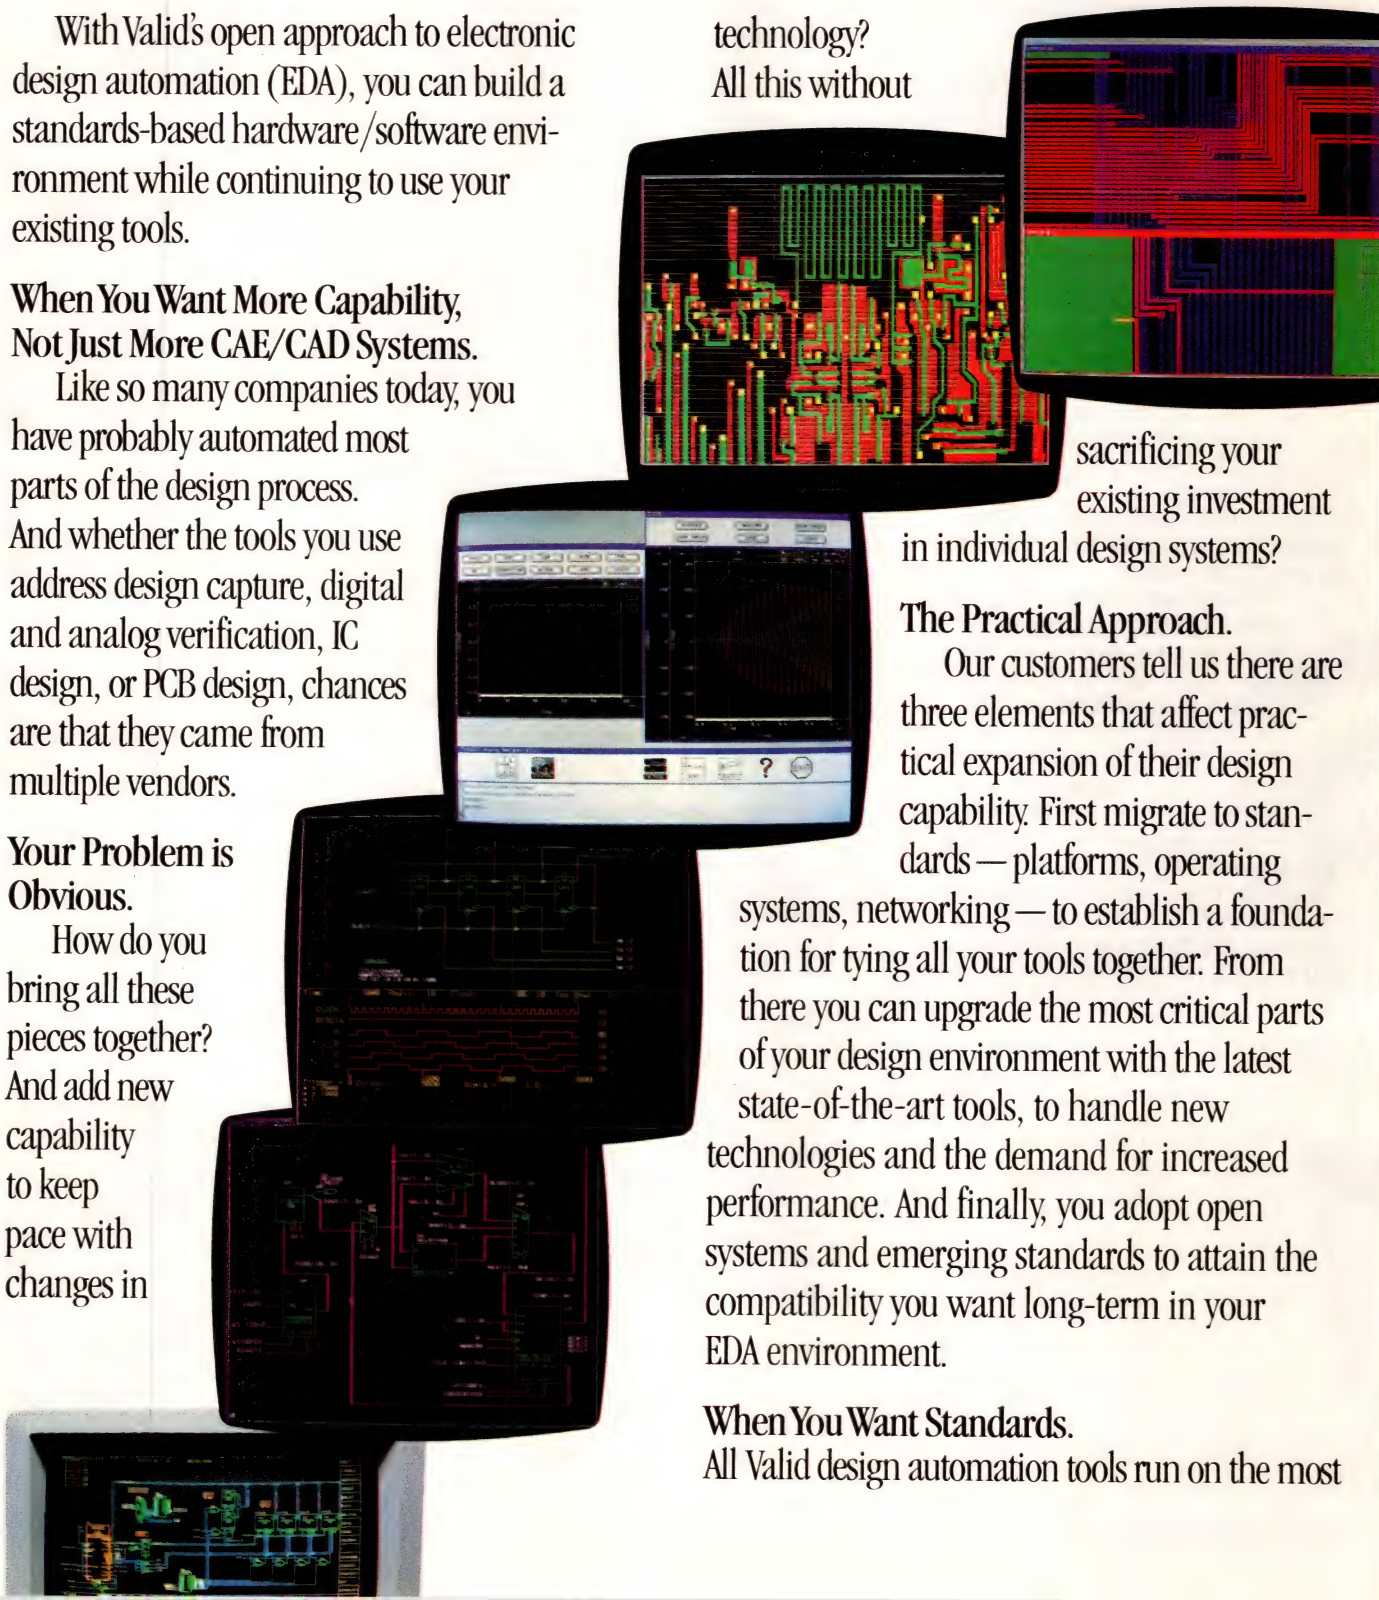 With Valid's open approach to electronic
design automation (EDA), you can build a
standards-based hardware/software envi-
ronment while continuing to use your
existing tools.
When You Want More Capability,
Not Just More CAE/CAD Systems.
Like so many companies today, you
have probably automated most
parts of the design process.
And whether the tools you use
address design capture, digital
and analog verification, IC
design, or PCB design, chances
are that they came from
multiple vendors.
Your Problem is
Obvious.
How do you
bring all these
pieces together?
And add new
capability
to keep
pace with
changes in
technology?
All this without
sacrificing your
existing investment
in individual design systems?
The Practical Approach.
Our customers tell us there are
three elements that affect prac-
tical expansion of their design
capability. First migrate to stan-
dards — platforms, operating
systems, networking — to establish a founda-
tion for tying all your tools together. From
there you can upgrade the most critical parts
of your design environment with the latest
state-of-the-art tools, to handle new
technologies and the demand for increased
performance. And finally, you adopt open
systems and emerging standards to attain the
compatibility you want long-term in your
EDA environment.
When You Want Standards.
All Valid design automation tools run on the most
?